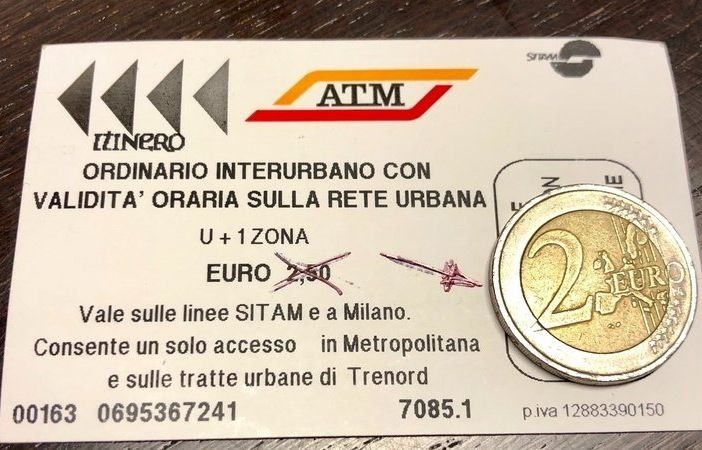 SITAM
ATM
ITINERO
ORDINARIO INTERURBANO CON
VALIDITA' ORARIA SULLA RETE URBANA
U + 1 ZONA
EURO 2,50
Vale sulle linee SITAM e a Milano.
Consente un solo accesso in Metropolitana
e sulle tratte urbane di Trenord
00163 0695367241 7085.1 p.iva 12883390150
2 EURO